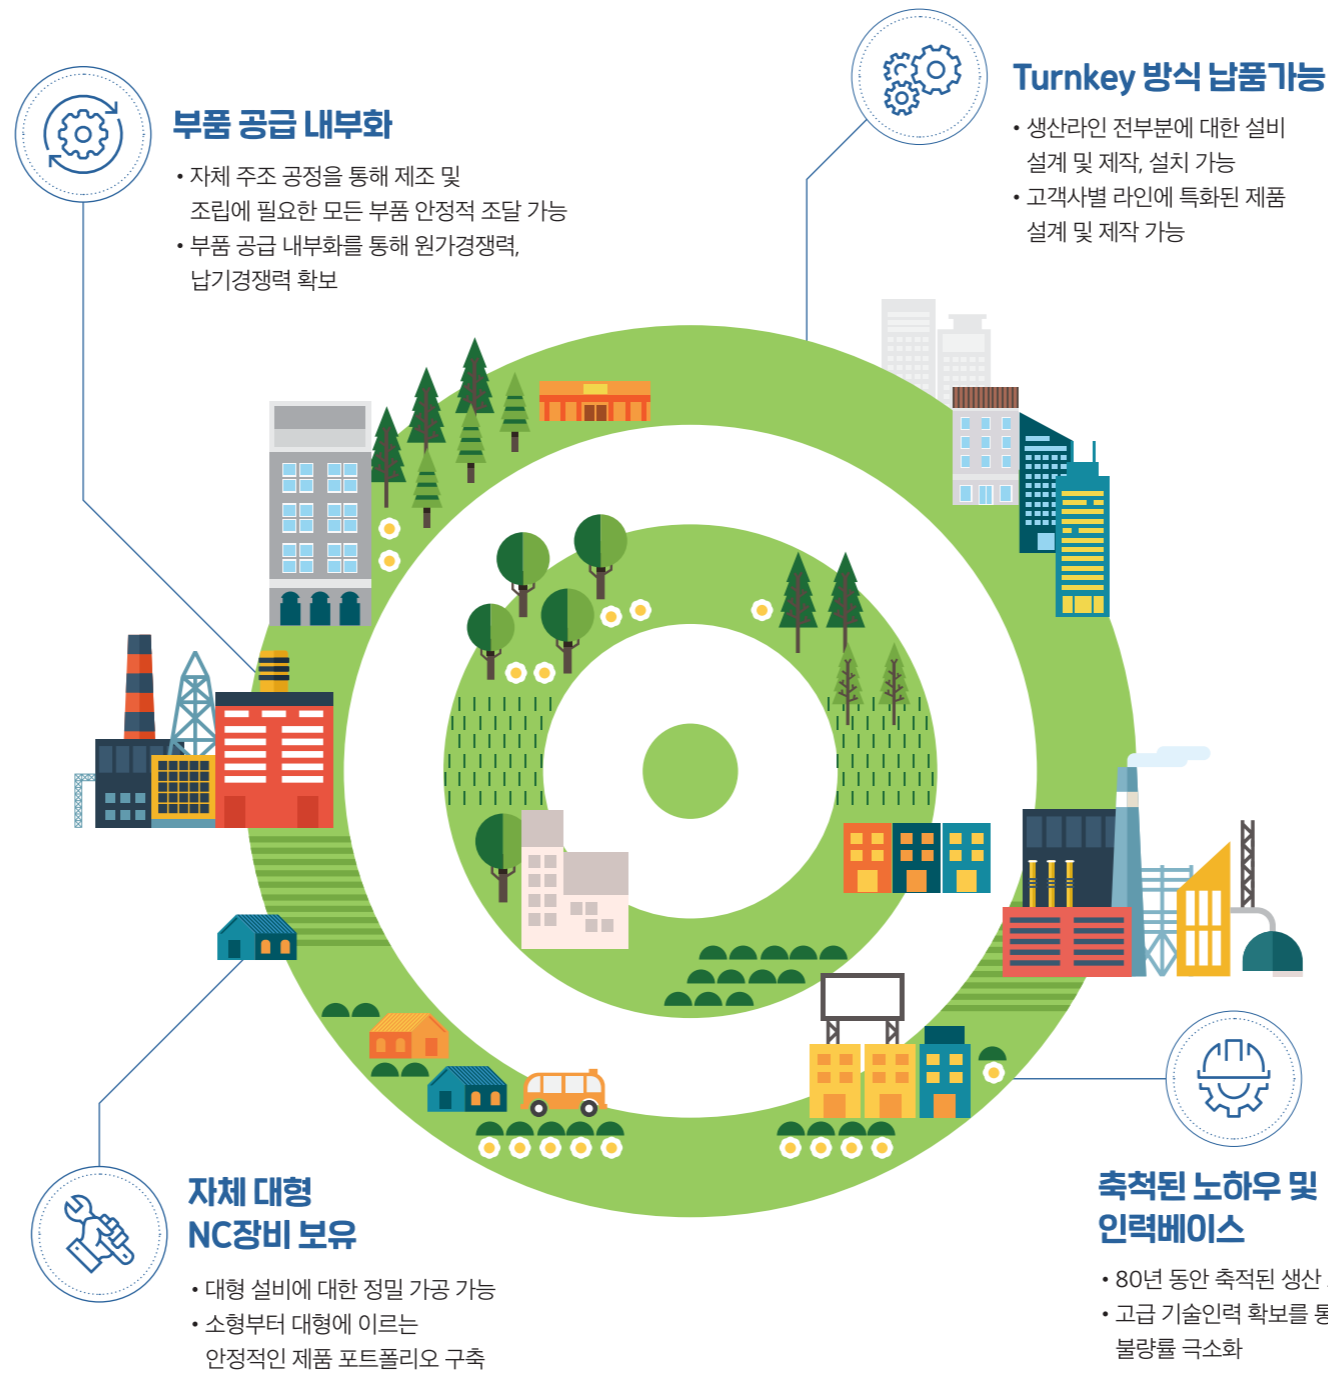 부품 공급 내부화
• 자체 주조 공정을 통해 제조 및
조립에 필요한 모든 부품 안정적 조달 가능
• 부품 공급 내부화를 통해 원가경쟁력,
납기경쟁력 확보
Turnkey 방식 납품가능
• 생산라인 전부분에 대한 설비
설계 및 제작, 설치 가능
• 고객사별 라인에 특화된 제품
설계 및 제작 가능
자체 대형
NC장비 보유
• 대형 설비에 대한 정밀 가공 가능
• 소형부터 대형에 이르는
안정적인 제품 포트폴리오 구축
축척된 노하우 및
인력베이스
• 80년 동안 축적된 생산
• 고급 기술인력 확보를
불량률 극소화